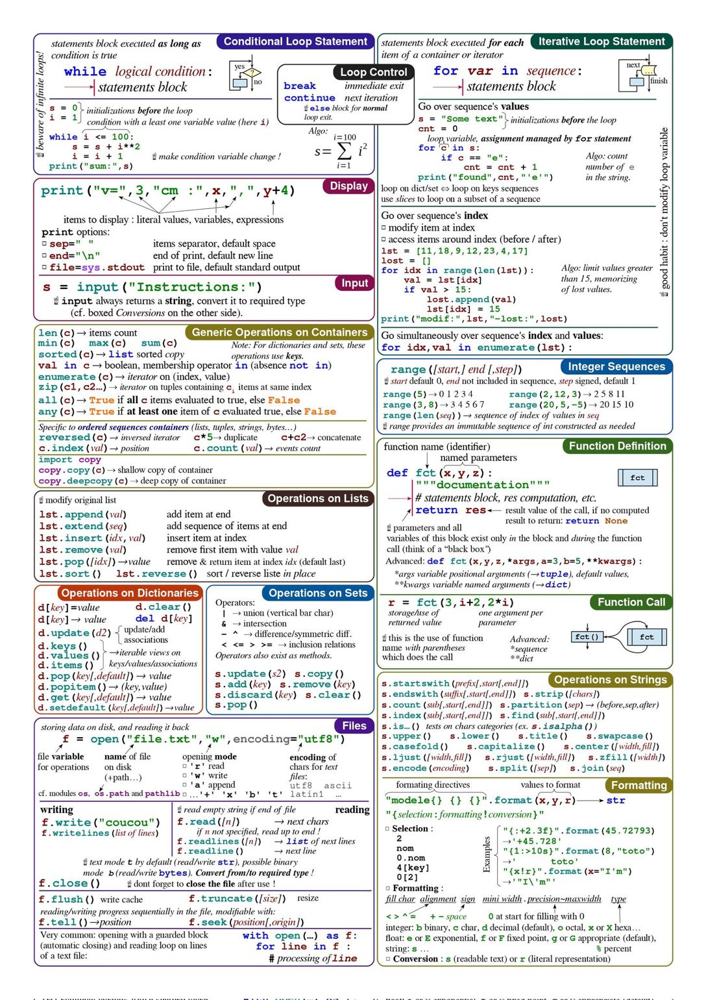 Conditional Loop Statement
statements block executed as long as
condition is true
while logical condition:
statements block
yes
?
no
☝ beware of infinite loops!
s = 0
i = 1
initializations before the loop
condition with a least one variable value (here i)
while i <= 100:
s = s + i**2
i = i + 1
☝ make condition variable change !
print("sum:",s)
Algo:
i=100
s= ∑ i²
i=1
Loop Control
break immediate exit
continue next iteration
☝ else block for normal
loop exit.
Display
print("v=",3,"cm :",x,",",y+4)
items to display : literal values, variables, expressions
print options:
□ sep=" " items separator, default space
□ end="\n" end of print, default new line
□ file=sys.stdout print to file, default standard output
Input
s = input("Instructions:")
☝ input always returns a string, convert it to required type
(cf. boxed Conversions on the other side).
Generic Operations on Containers
len(c)→ items count
min(c) max(c) sum(c)
sorted(c)→ list sorted copy
Note: For dictionaries and sets, these
operations use keys.
val in c→ boolean, membership operator in (absence not in)
enumerate(c)→ iterator on (index, value)
zip(c1,c2…)→ iterator on tuples containing ci items at same index
all(c)→ True if all c items evaluated to true, else False
any(c)→ True if at least one item of c evaluated true, else False
Specific to ordered sequences containers (lists, tuples, strings, bytes…)
reversed(c)→ inversed iterator c*5→ duplicate c+c2→ concatenate
c.index(val)→ position c.count(val)→ events count
import copy
copy.copy(c)→ shallow copy of container
copy.deepcopy(c)→ deep copy of container
Operations on Lists
☝ modify original list
lst.append(val) add item at end
lst.extend(seq) add sequence of items at end
lst.insert(idx,val) insert item at index
lst.remove(val) remove first item with value val
lst.pop([idx])→value remove & return item at index idx (default last)
lst.sort() lst.reverse() sort / reverse liste in place
Operations on Dictionaries
d[key]=value d.clear()
d[key]→ value del d[key]
d.update(d2) update/add
associations
d.keys()
d.values()
d.items()
→iterable views on
keys/values/associations
d.pop(key[,default])→ value
d.popitem()→ (key,value)
d.get(key[,default])→ value
d.setdefault(key[,default])→value
Operations on Sets
Operators:
| → union (vertical bar char)
& → intersection
- ^ → difference/symmetric diff.
< <= > >= → inclusion relations
Operators also exist as methods.
s.update(s2) s.copy()
s.add(key) s.remove(key)
s.discard(key) s.clear()
s.pop()
Files
storing data on disk, and reading it back
f = open("file.txt","w",encoding="utf8")
file variable
for operations
name of file
on disk
(+path…)
opening mode
□ 'r' read
□ 'w' write
□ 'a' append
□ …'+' 'x' 'b' 't'
encoding of
chars for text
files:
utf8 ascii
latin1 …
cf. modules os, os.path and pathlib
writing
f.write("coucou")
f.writelines(list of lines)
☝ read empty string if end of file reading
f.read([n]) → next chars
if n not specified, read up to end !
f.readlines([n]) → list of next lines
f.readline() → next line
☝ text mode t by default (read/write str), possible binary
mode b (read/write bytes). Convert from/to required type !
f.close() ☝ dont forget to close the file after use !
f.flush() write cache f.truncate([size]) resize
reading/writing progress sequentially in the file, modifiable with:
f.tell()→position f.seek(position[,origin])
Very common: opening with a guarded block
(automatic closing) and reading loop on lines
of a text file:
with open(…) as f:
for line in f :
# processing of line
Iterative Loop Statement
statements block executed for each
item of a container or iterator
for var in sequence:
statements block
next
…
finish
Go over sequence's values
s = "Some text"
cnt = 0
initializations before the loop
loop variable, assignment managed by for statement
for c in s:
if c == "e":
cnt = cnt + 1
print("found",cnt,"'e'")
Algo: count
number of e
in the string.
loop on dict/set ⇔ loop on keys sequences
use slices to loop on a subset of a sequence
Go over sequence's index
□ modify item at index
□ access items around index (before / after)
lst = [11,18,9,12,23,4,17]
lost = []
for idx in range(len(lst)):
val = lst[idx]
if val > 15:
lost.append(val)
lst[idx] = 15
print("modif:",lst,"-lost:",lost)
Algo: limit values greater
than 15, memorizing
of lost values.
☝ good habit : don't modify loop variable
Go simultaneously over sequence's index and values:
for idx,val in enumerate(lst):
Integer Sequences
range([start,] end [,step])
☝ start default 0, end not included in sequence, step signed, default 1
range(5)→ 0 1 2 3 4 range(2,12,3)→ 2 5 8 11
range(3,8)→ 3 4 5 6 7 range(20,5,-5)→ 20 15 10
range(len(seq))→ sequence of index of values in seq
☝ range provides an immutable sequence of int constructed as needed
Function Definition
function name (identifier)
named parameters
def fct(x,y,z):
"""documentation"""
# statements block, res computation, etc.
return res← result value of the call, if no computed
result to return: return None
fct
☝ parameters and all
variables of this block exist only in the block and during the function
call (think of a “black box”)
Advanced: def fct(x,y,z,*args,a=3,b=5,**kwargs):
*args variable positional arguments (→tuple), default values,
**kwargs variable named arguments (→dict)
Function Call
r = fct(3,i+2,2*i)
storage/use of
returned value
one argument per
parameter
☝ this is the use of function
name with parentheses
which does the call
Advanced:
*sequence
**dict
fct()
fct
Operations on Strings
s.startswith(prefix[,start[,end]])
s.endswith(suffix[,start[,end]]) s.strip([chars])
s.count(sub[,start[,end]]) s.partition(sep)→ (before,sep,after)
s.index(sub[,start[,end]]) s.find(sub[,start[,end]])
s.is…() tests on chars categories (ex. s.isalpha())
s.upper() s.lower() s.title() s.swapcase()
s.casefold() s.capitalize() s.center([width,fill])
s.ljust([width,fill]) s.rjust([width,fill]) s.zfill([width])
s.encode(encoding) s.split([sep]) s.join(seq)
Formatting
formating directives values to format
"modele{} {} {}".format(x,y,r)→ str
"{selection:formatting!conversion}"
□ Selection :
2
nom
0.nom
4[key]
0[2]
Examples
"{:+2.3f}".format(45.72793)
→'+45.728'
"{1:>10s}".format(8,"toto")
→'      toto'
"{x!r}".format(x="I'm")
→'"I\'m"'
□ Formatting :
fill char alignment sign mini width.precision~maxwidth type
< > ^ = + - space 0 at start for filling with 0
integer: b binary, c char, d decimal (default), o octal, x or X hexa…
float: e or E exponential, f or F fixed point, g or G appropriate (default),
string: s … % percent
□ Conversion : s (readable text) or r (literal representation)